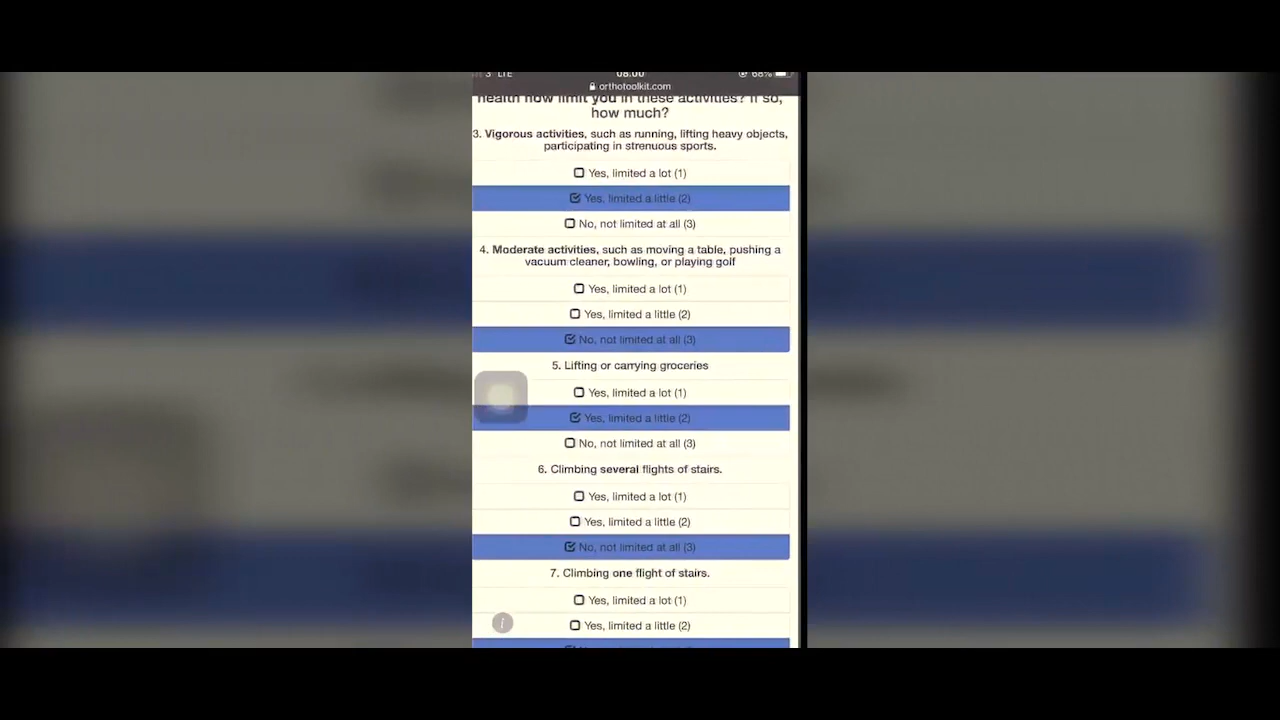 3 LTE 08:00 68%
orthotoolkit.com
health now limit you in these activities? If so,
how much?
3. Vigorous activities, such as running, lifting heavy objects,
participating in strenuous sports.
Yes, limited a lot (1)
Yes, limited a little (2)
No, not limited at all (3)
4. Moderate activities, such as moving a table, pushing a
vacuum cleaner, bowling, or playing golf
Yes, limited a lot (1)
Yes, limited a little (2)
No, not limited at all (3)
5. Lifting or carrying groceries
Yes, limited a lot (1)
Yes, limited a little (2)
No, not limited at all (3)
6. Climbing several flights of stairs.
Yes, limited a lot (1)
Yes, limited a little (2)
No, not limited at all (3)
7. Climbing one flight of stairs.
Yes, limited a lot (1)
i Yes, limited a little (2)